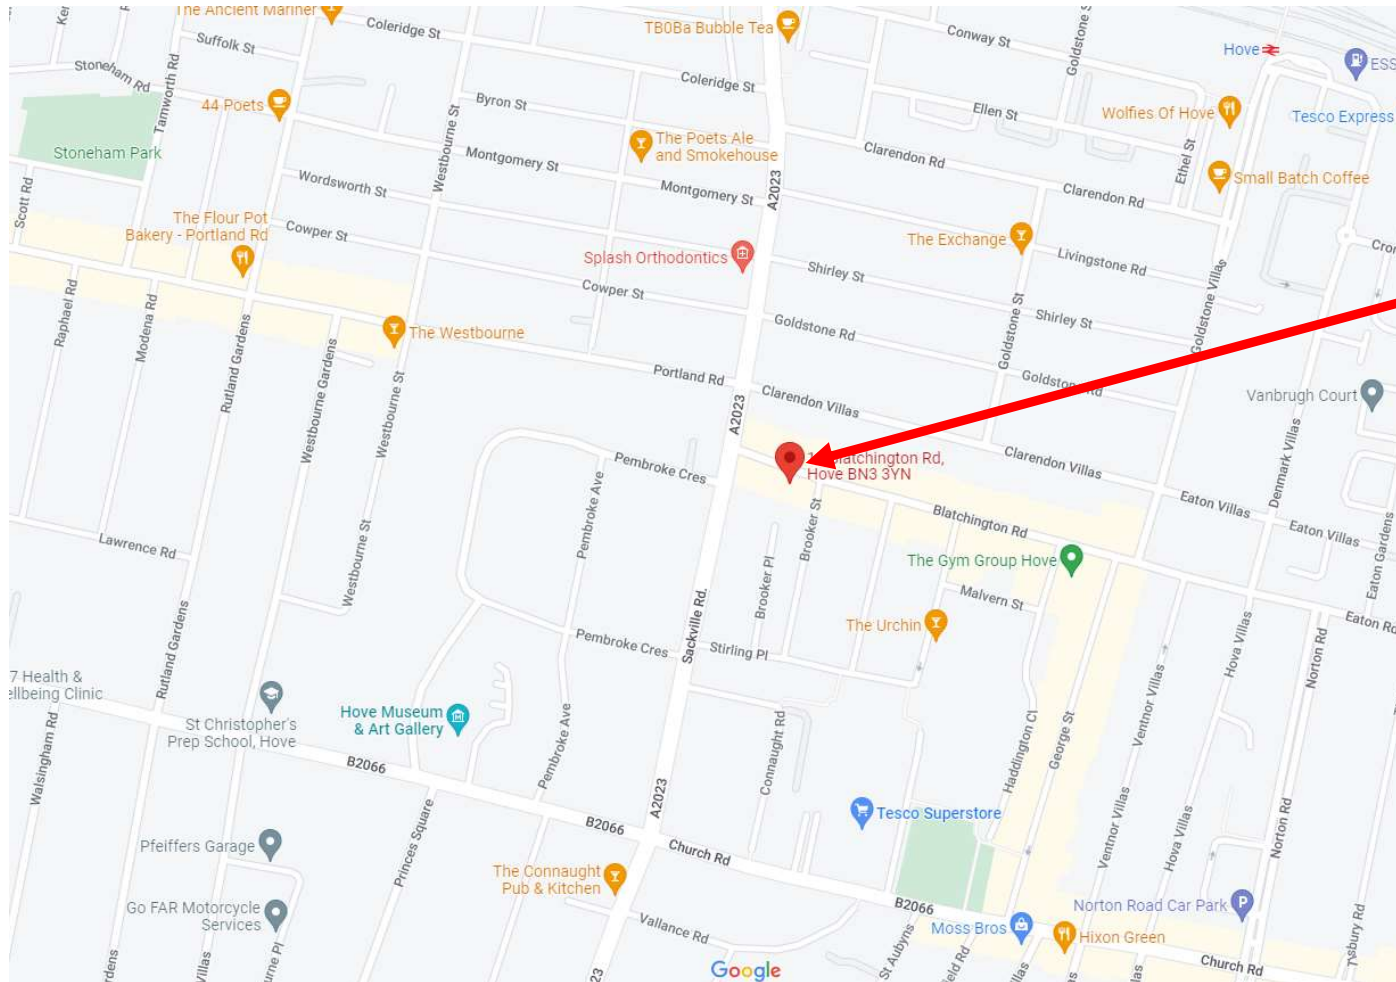 The Ancient Mariner
Coleridge St
TB0Ba Bubble Tea
Conway St
Goldstone St
Hove
ESS
Suffolk St
Stoneham Rd
Tamworth Rd
44 Poets
Byron St
Coleridge St
Ellen St
Wolfies Of Hove
Tesco Express
Stoneham Park
Westbourne St
Montgomery St
The Poets Ale
and Smokehouse
Clarendon Rd
Ethel St
Small Batch Coffee
Scott Rd
Wordsworth St
Montgomery St
A2023
Clarendon Rd
The Flour Pot
Bakery - Portland Rd
Cowper St
Splash Orthodontics
The Exchange
Livingstone Rd
Cron
Raphael Rd
Modena Rd
Cowper St
Shirley St
Goldstone Villas
Rutland Gardens
Westbourne Gardens
The Westbourne
Goldstone Rd
Goldstone St
Shirley St
Westbourne St
Portland Rd
A2023
Clarendon Villas
Vanbrugh Court
Denmark Villas
Pembroke Cres
Blatchington Rd,
Hove BN3 3YN
Clarendon Villas
Eaton Villas
Eaton Villas
Lawrence Rd
Westbourne St
Pembroke Ave
Brooker St
Blatchington Rd
The Gym Group Hove
Eaton Gardens
Rutland Gardens
Brooker Pl
Malvern St
The Urchin
Sackville Rd.
Pembroke Cres
Stirling Pl
Hova Villas
Norton Rd
Eaton Rd
7 Health &
ellbeing Clinic
St Christopher's
Prep School, Hove
Hove Museum
& Art Gallery
Pembroke Ave
Connaught Rd
Haddington Cl
George St
Ventnor Villas
Walsingham Rd
B2066
A2023
Tesco Superstore
Pfeiffers Garage
Princes Square
B2066
Church Rd
Ventnor Villas
Hova Villas
Norton Rd
The Connaught
Pub & Kitchen
Go FAR Motorcycle
Services
Vallance Rd
B2066
Moss Bros
Norton Road Car Park
P
Hixon Green
Church Rd
St Aubyns
Google